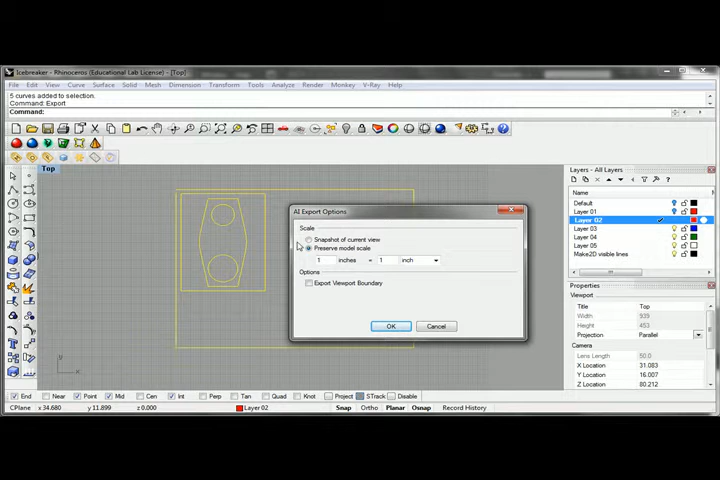 Icebreaker - Rhinoceros (Educational Lab License) - [Top]
File Edit View Curve Surface Solid Mesh Dimension Transform Tools Analyze Render Monkey V-Ray Help
5 curves added to selection.
Command: Export
Command:
Top
Layers - All Layers
Name
Default
Layer 01
Layer 02
Layer 03
Layer 04
Layer 05
Make2D visible lines
AI Export Options
Scale
Snapshot of current view
Preserve model scale
1 inches = 1 inch
Options
Export Viewport Boundary
OK Cancel
Properties
Viewport
Title Top
Width 939
Height 453
Projection Parallel
Camera
Lens Length 50.0
X Location 31.083
Y Location 16.007
Z Location 80.212
y
x
End Near Point Mid Cen Int Perp Tan Quad Knot Project STrack Disable
CPlane x 34.680 y 11.899 z 0.000 Layer 02 Snap Ortho Planar Osnap Record History